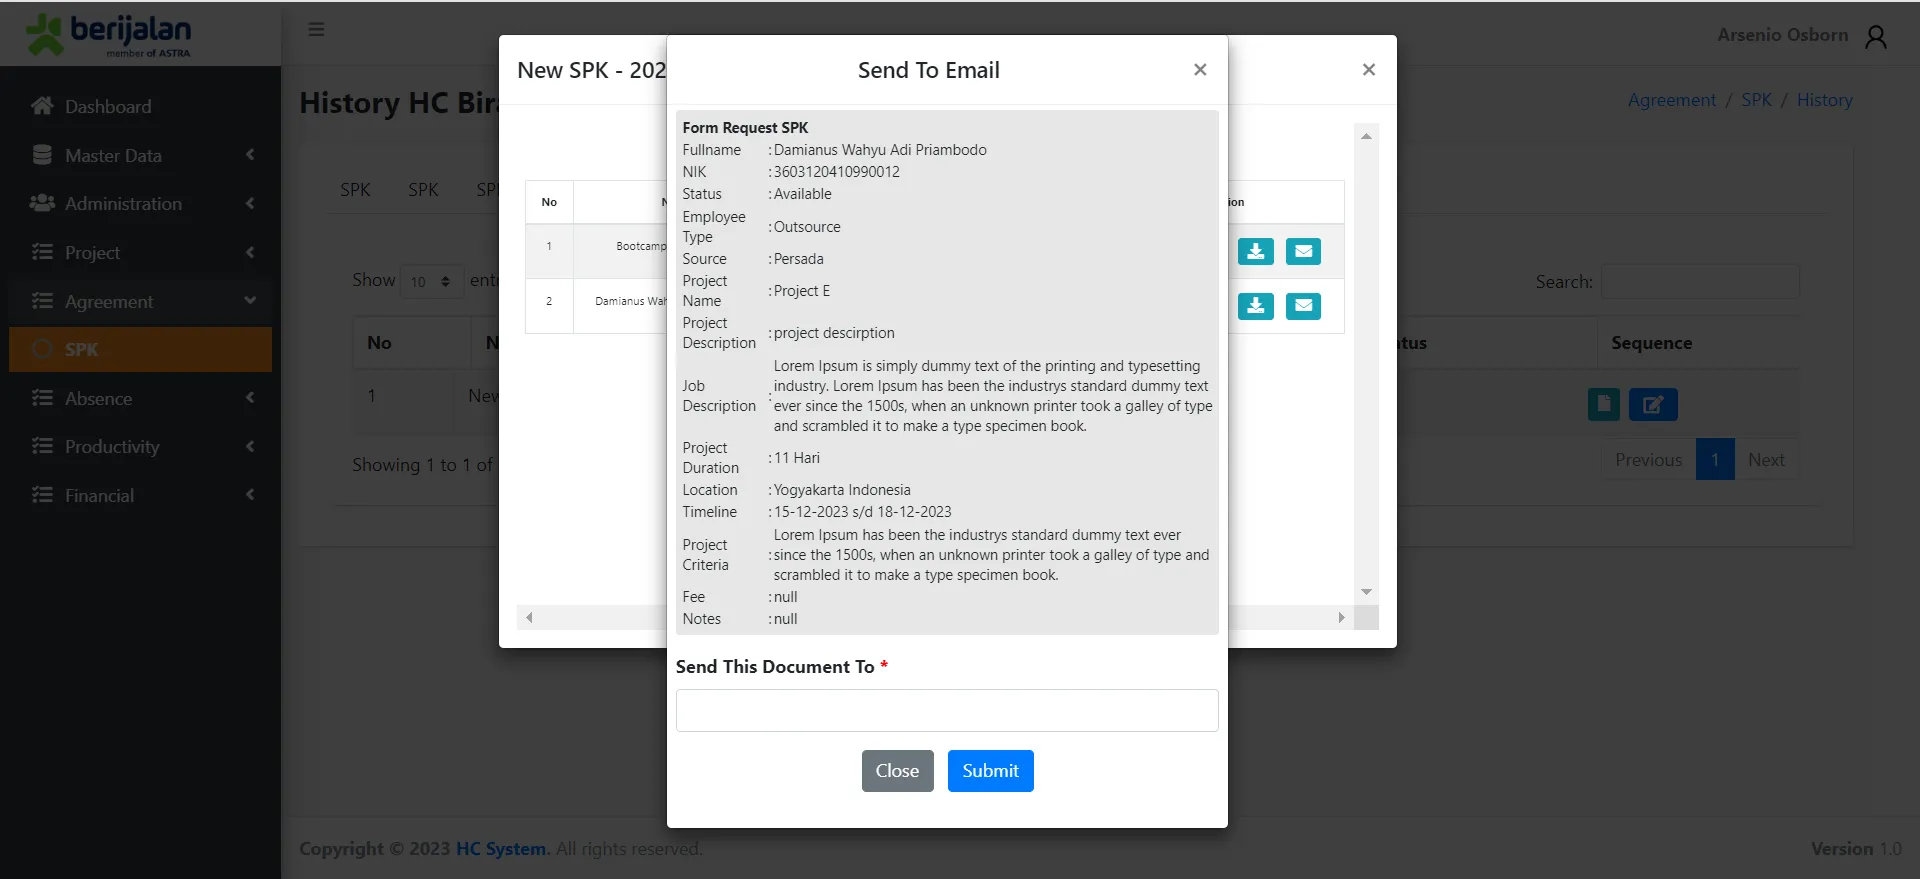 berijalan
member of ASTRA
Arsenio Osborn
Dashboard
Master Data
Administration
Project
Agreement
SPK
Absence
Productivity
Financial
History HC Bir
Agreement / SPK / History
SPK SPK SP
Show 10 ent
Search:
No N tus Sequence
1 New
Showing 1 to 1 of
Previous 1 Next
New SPK - 202
×
No N ion
1 Bootcamp
2 Damianus Wah
Send To Email
×
Form Request SPK
Fullname : Damianus Wahyu Adi Priambodo
NIK : 3603120410990012
Status : Available
Employee
Type : Outsource
Source : Persada
Project
Name : Project E
Project
Description : project descirption
Job
Description : Lorem Ipsum is simply dummy text of the printing and typesetting
industry. Lorem Ipsum has been the industrys standard dummy text
ever since the 1500s, when an unknown printer took a galley of type
and scrambled it to make a type specimen book.
Project
Duration : 11 Hari
Location : Yogyakarta Indonesia
Timeline : 15-12-2023 s/d 18-12-2023
Project
Criteria : Lorem Ipsum has been the industrys standard dummy text ever
since the 1500s, when an unknown printer took a galley of type and
scrambled it to make a type specimen book.
Fee : null
Notes : null
Send This Document To *
Close Submit
Copyright © 2023 HC System. All rights reserved.
Version 1.0